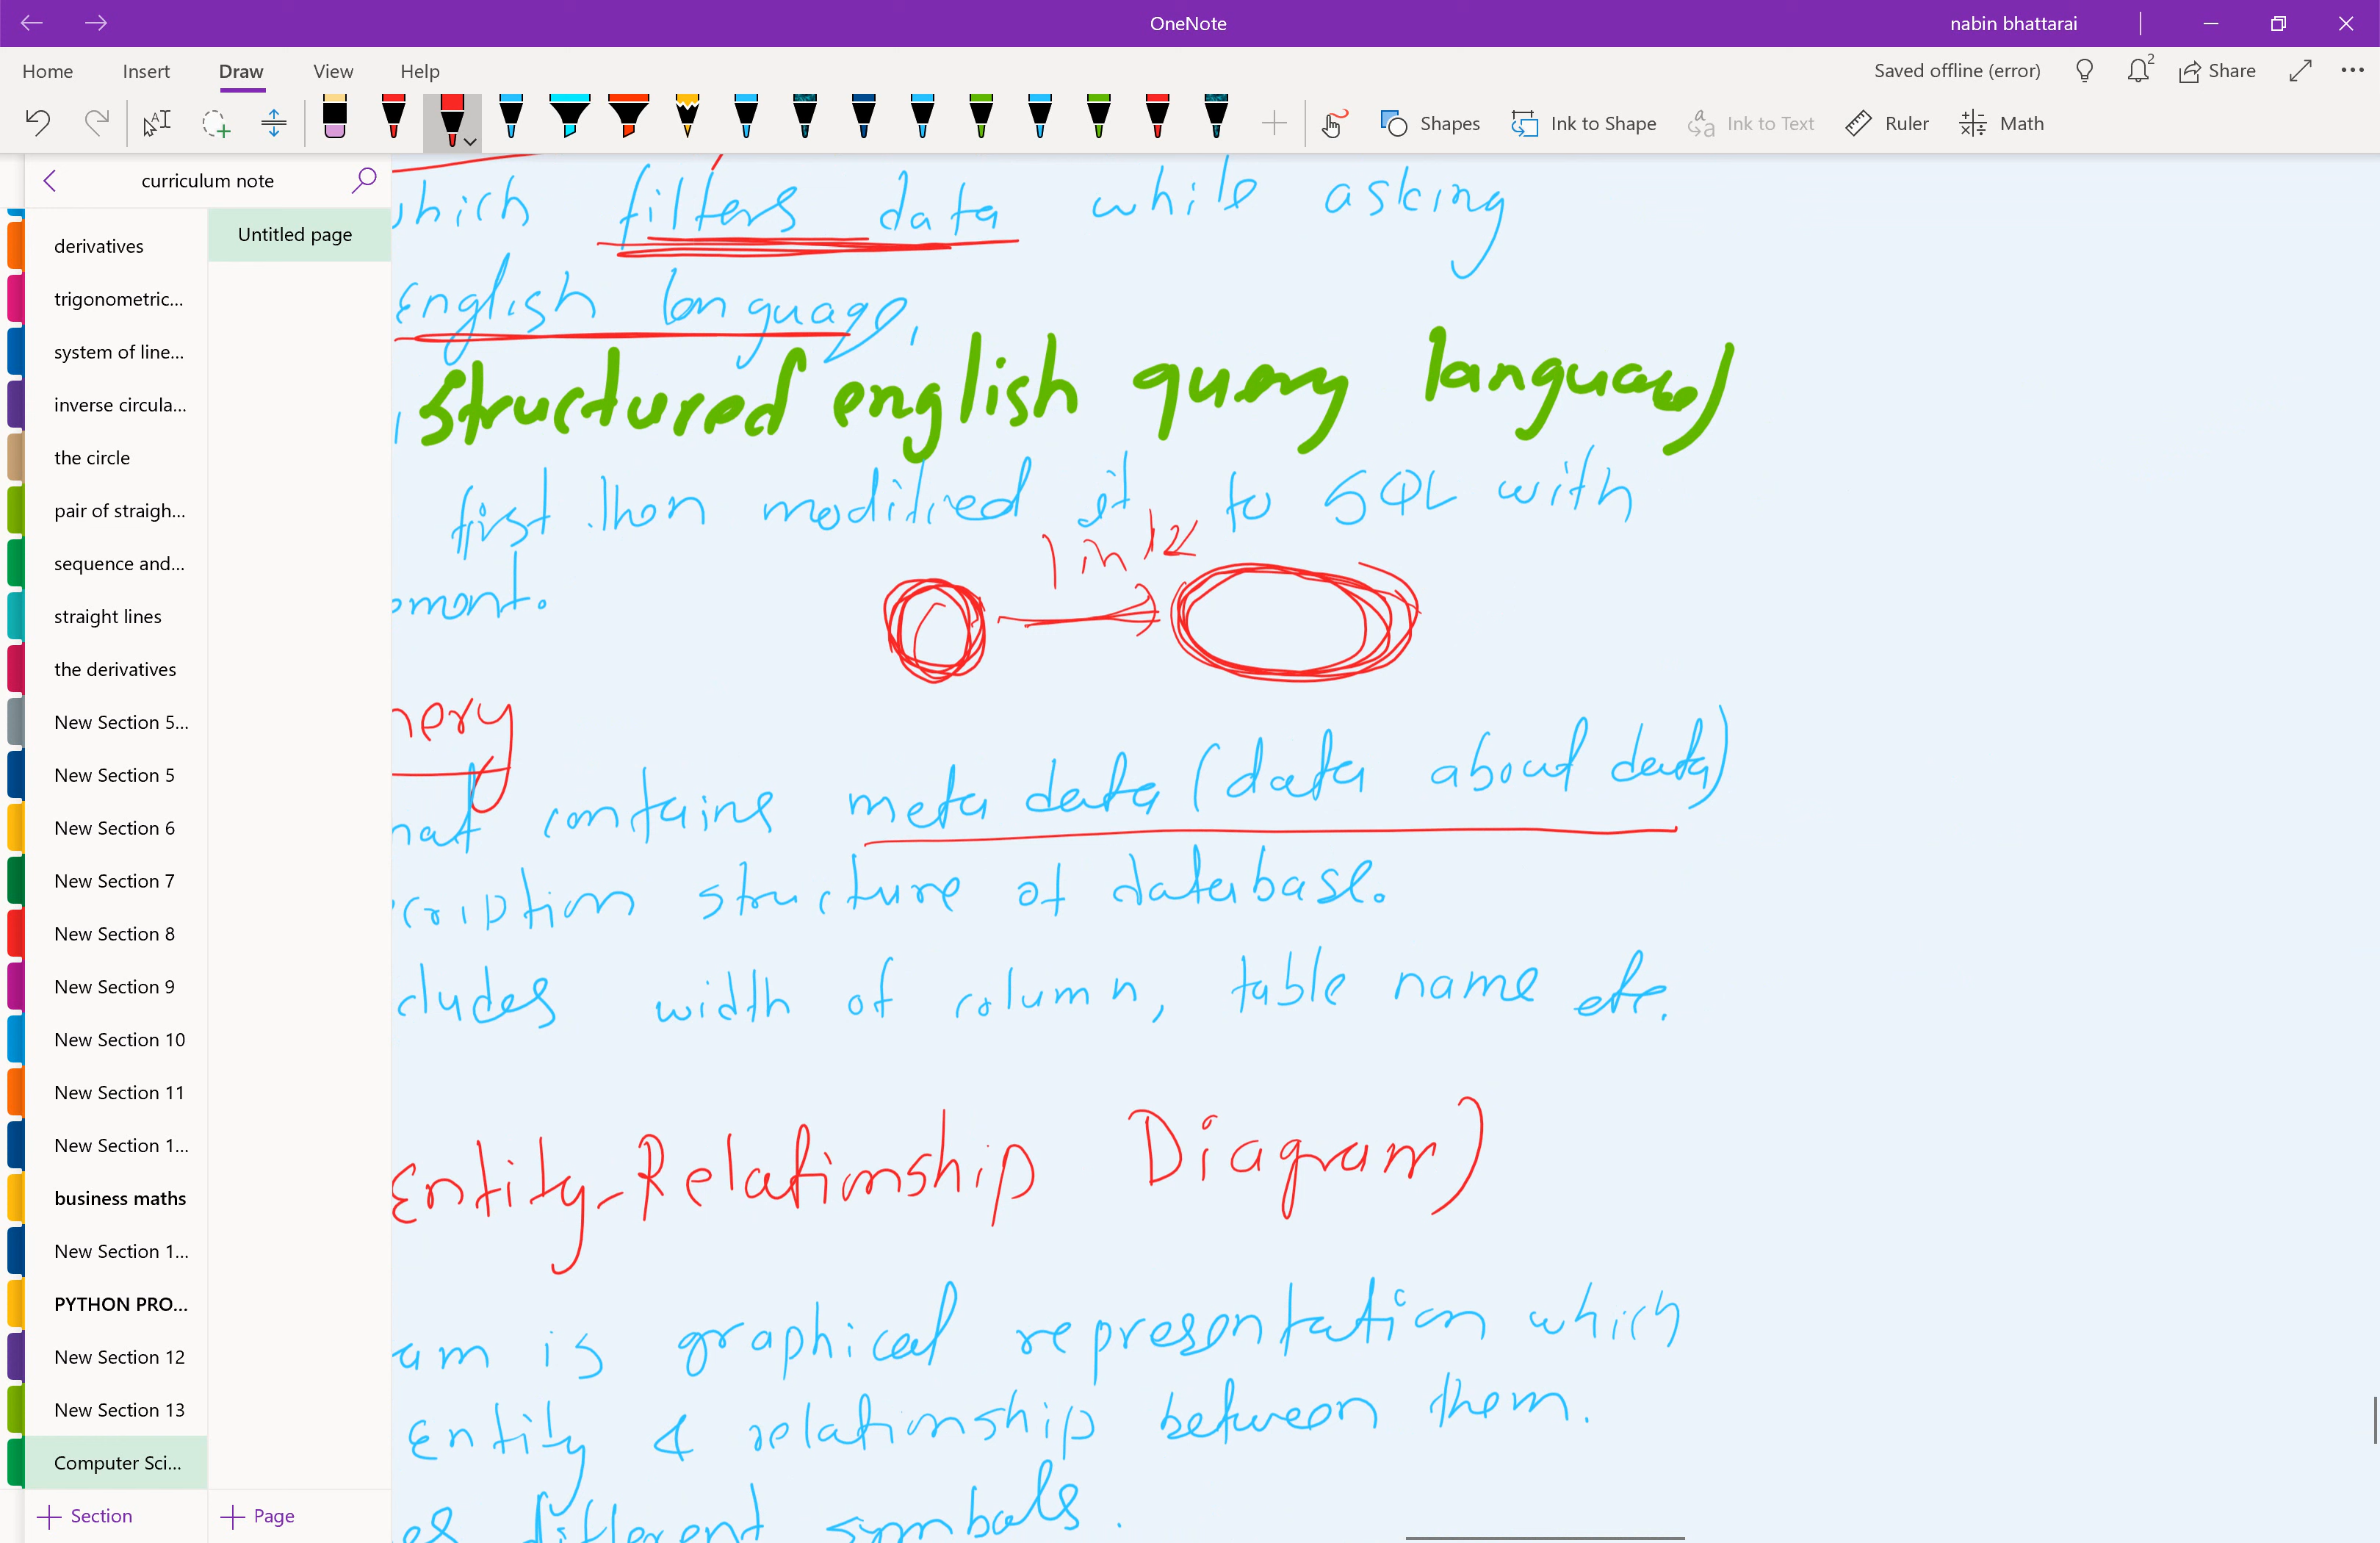 OneNote
nabin bhattarai
Home Insert Draw View Help
Saved offline (error) 2 Share
Shapes Ink to Shape Ink to Text Ruler Math
curriculum note
Untitled page
derivatives
trigonometric...
system of line...
inverse circula...
the circle
pair of straigh...
sequence and...
straight lines
the derivatives
New Section 5...
New Section 5
New Section 6
New Section 7
New Section 8
New Section 9
New Section 10
New Section 11
New Section 1...
business maths
New Section 1...
PYTHON PRO...
New Section 12
New Section 13
Computer Sci...
Section
Page
which filters data while asking
English language,
structured english query language)
first then modified it to SQL with
link
contains meta data (data about data)
cription structure of database.
cludes width of column, table name etc.
Entity-Relationship Diagram)
am is graphical representation which
Entity & relationship between them.
es different symbols.